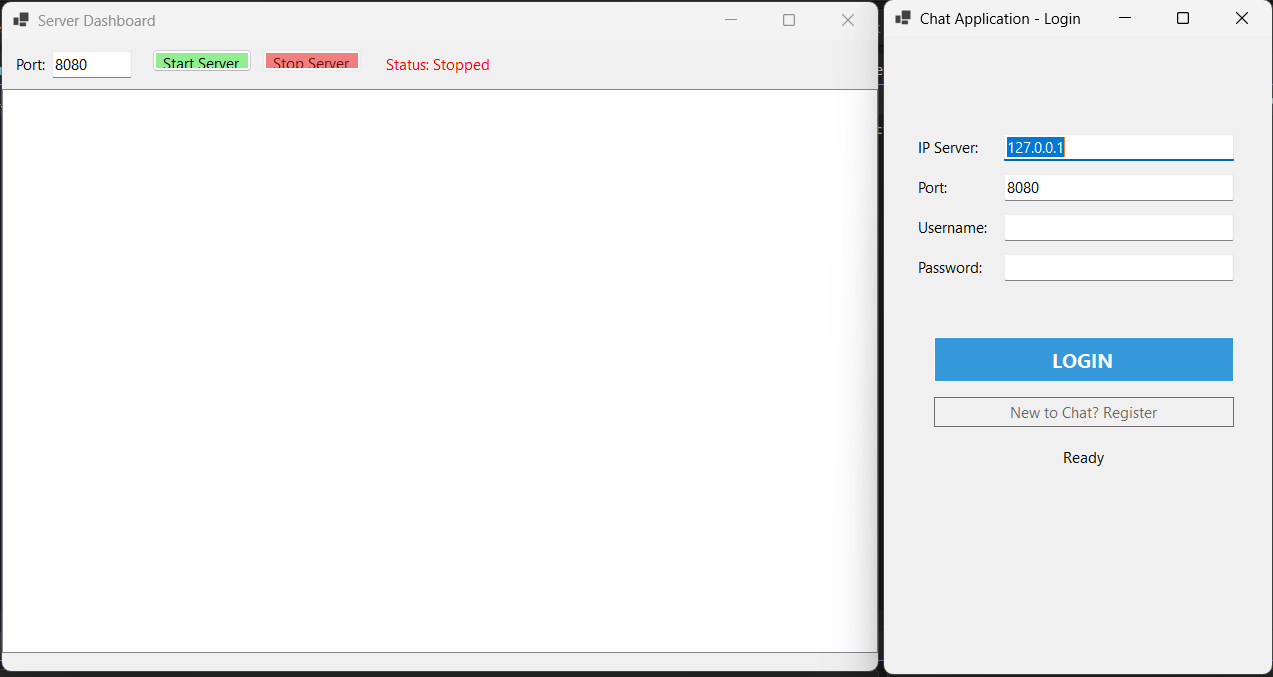 Server Dashboard
Port: 8080 Start Server Stop Server Status: Stopped
Chat Application - Login
IP Server: 127.0.0.1
Port: 8080
Username:
Password:
LOGIN
New to Chat? Register
Ready